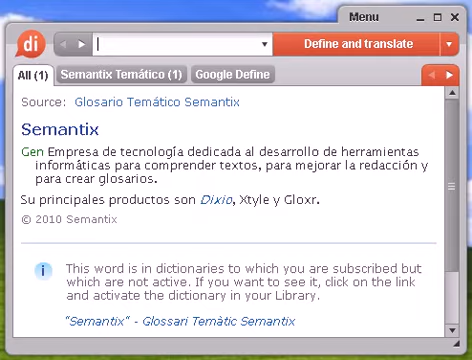 Menu
di
Define and translate
All (1) Semantix Temático (1) Google Define
Source: Glosario Temático Semantix
Semantix
Gen Empresa de tecnología dedicada al desarrollo de herramientas
informáticas para comprender textos, para mejorar la redacción y
para crear glosarios.
Su principales productos son Dixio, Xtyle y Gloxr.
© 2010 Semantix
i
This word is in dictionaries to which you are subscribed but
which are not active. If you want to see it, click on the link
and activate the dictionary in your Library.
"Semantix" - Glossari Temàtic Semantix